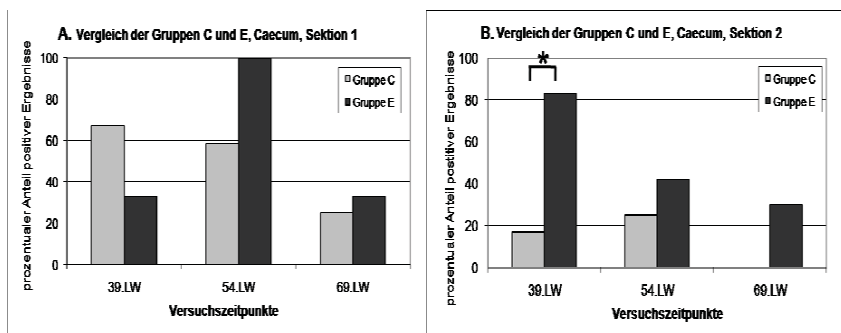 A. Vergleich der Gruppen C und E, Caecum, Sektion 1
prozentualer Anteil positiver Ergebnisse
100
80
60
40
20
0
Gruppe C
Gruppe E
39.LW
54.LW
69.LW
Versuchszeitpunkte
B. Vergleich der Gruppen C und E, Caecum, Sektion 2
prozentualer Anteil postitiver Ergebnisse
100
80
60
40
20
0
*
Gruppe C
Gruppe E
39.LW
54.LW
69.LW
Versuchszeitpunkte